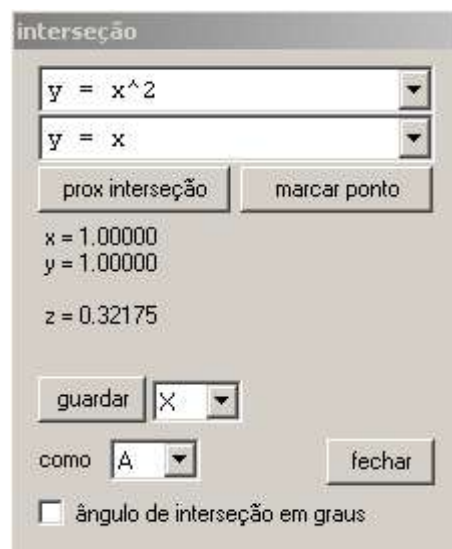 interseção
y = x^2
y = x
prox interseção marcar ponto
x = 1.00000
y = 1.00000
z = 0.32175
guardar X
como A fechar
ângulo de interseção em graus